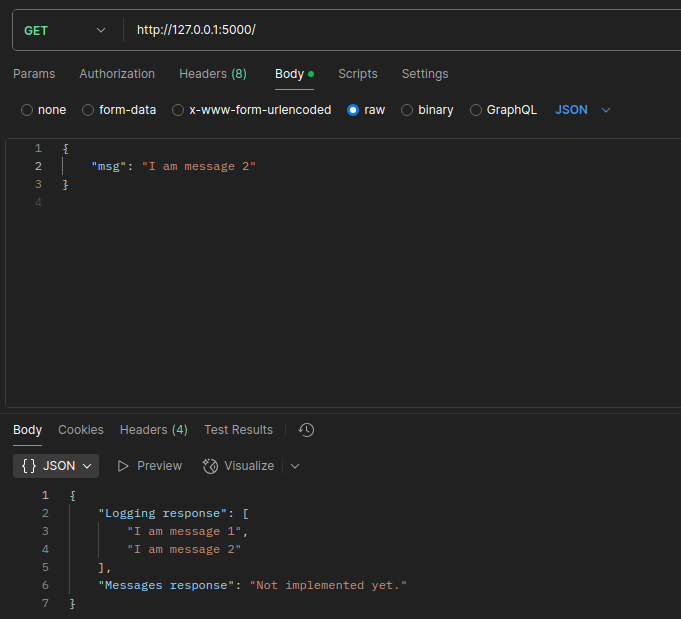 GET http://127.0.0.1:5000/
Params Authorization Headers (8) Body Scripts Settings
none form-data x-www-form-urlencoded raw binary GraphQL JSON
1 {
2 "msg": "I am message 2"
3 }
4
Body Cookies Headers (4) Test Results
{} JSON Preview Visualize
1 {
2 "Logging response": [
3 "I am message 1",
4 "I am message 2"
5 ],
6 "Messages response": "Not implemented yet."
7 }